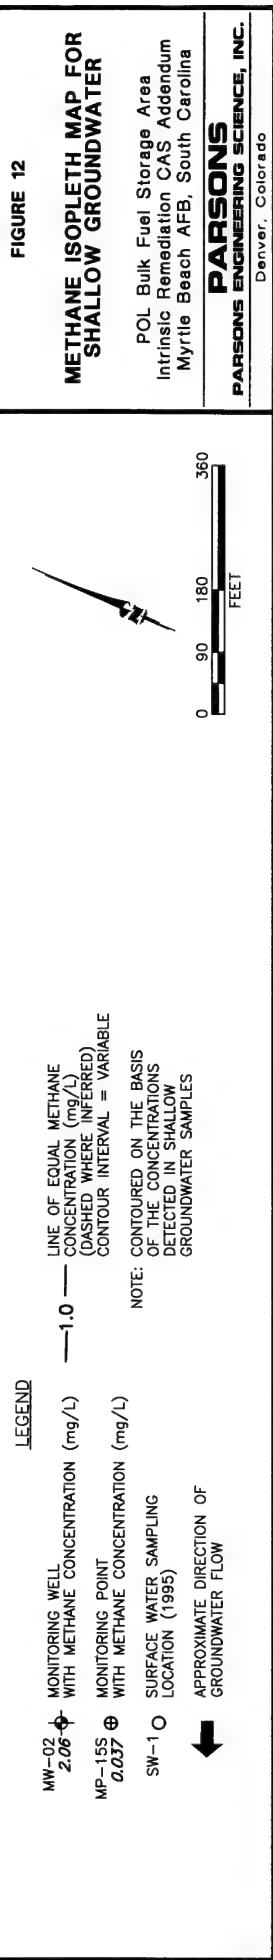 LEGEND
MW-02
2.06
MONITORING WELL
WITH METHANE CONCENTRATION (mg/L)
MP-15S
0.037
MONITORING POINT
WITH METHANE CONCENTRATION (mg/L)
SW-1
SURFACE WATER SAMPLING
LOCATION (1995)
APPROXIMATE DIRECTION OF
GROUNDWATER FLOW
1.0
LINE OF EQUAL METHANE
CONCENTRATION (mg/L)
(DASHED WHERE INFERRED)
CONTOUR INTERVAL = VARIABLE
NOTE: CONTOURED ON THE BASIS
OF THE CONCENTRATIONS
DETECTED IN SHALLOW
GROUNDWATER SAMPLES
N
0 90 180 360
FEET
FIGURE 12
METHANE ISOPLETH MAP FOR
SHALLOW GROUNDWATER
POL Bulk Fuel Storage Area
Intrinsic Remediation CAS Addendum
Myrtle Beach AFB, South Carolina
PARSONS
PARSONS ENGINEERING SCIENCE, INC.
Denver, Colorado